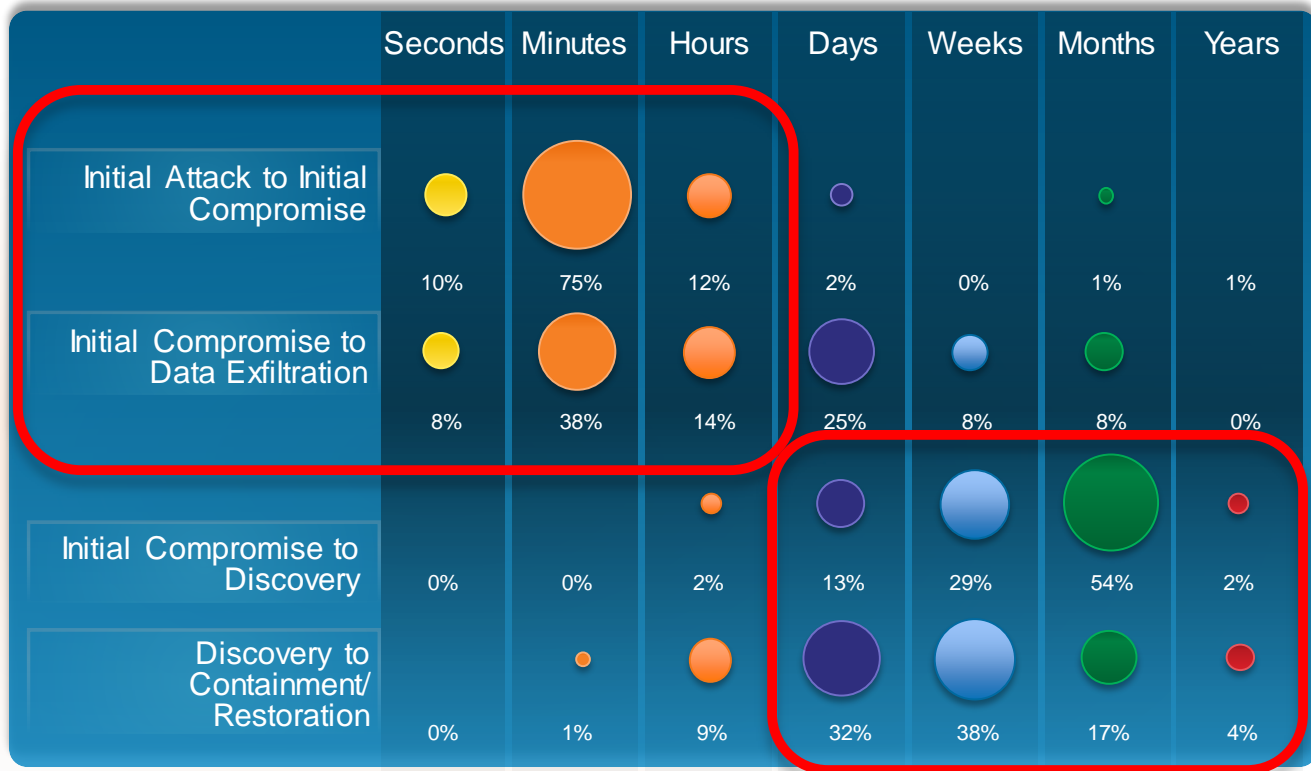 Seconds Minutes Hours Days Weeks Months Years
Initial Attack to Initial
Compromise
10% 75% 12% 2% 0% 1% 1%
Initial Compromise to
Data Exfiltration
8% 38% 14% 25% 8% 8% 0%
Initial Compromise to
Discovery
0% 0% 2% 13% 29% 54% 2%
Discovery to
Containment/
Restoration
0% 1% 9% 32% 38% 17% 4%